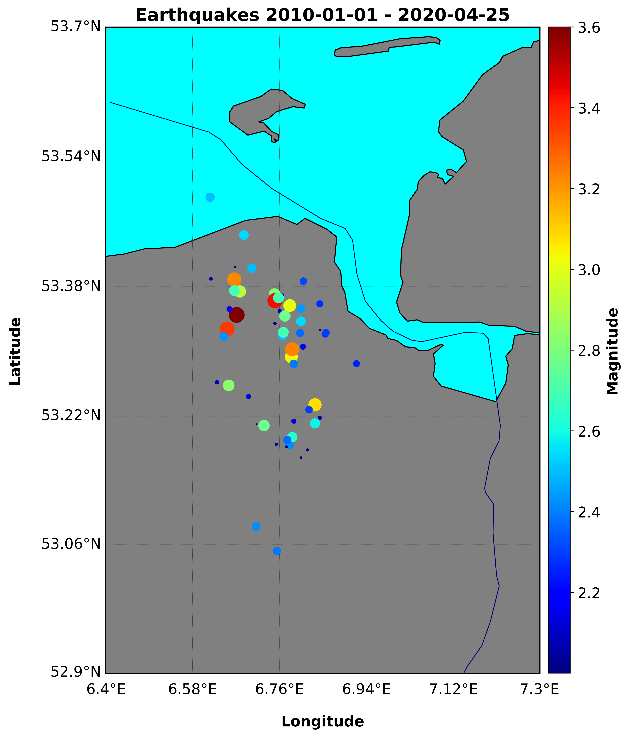 Earthquakes 2010-01-01 - 2020-04-25
53.7°N
53.54°N
53.38°N
53.22°N
53.06°N
52.9°N
Latitude
6.4°E
6.58°E
6.76°E
6.94°E
7.12°E
7.3°E
Longitude
3.6
3.4
3.2
3.0
2.8
2.6
2.4
2.2
Magnitude